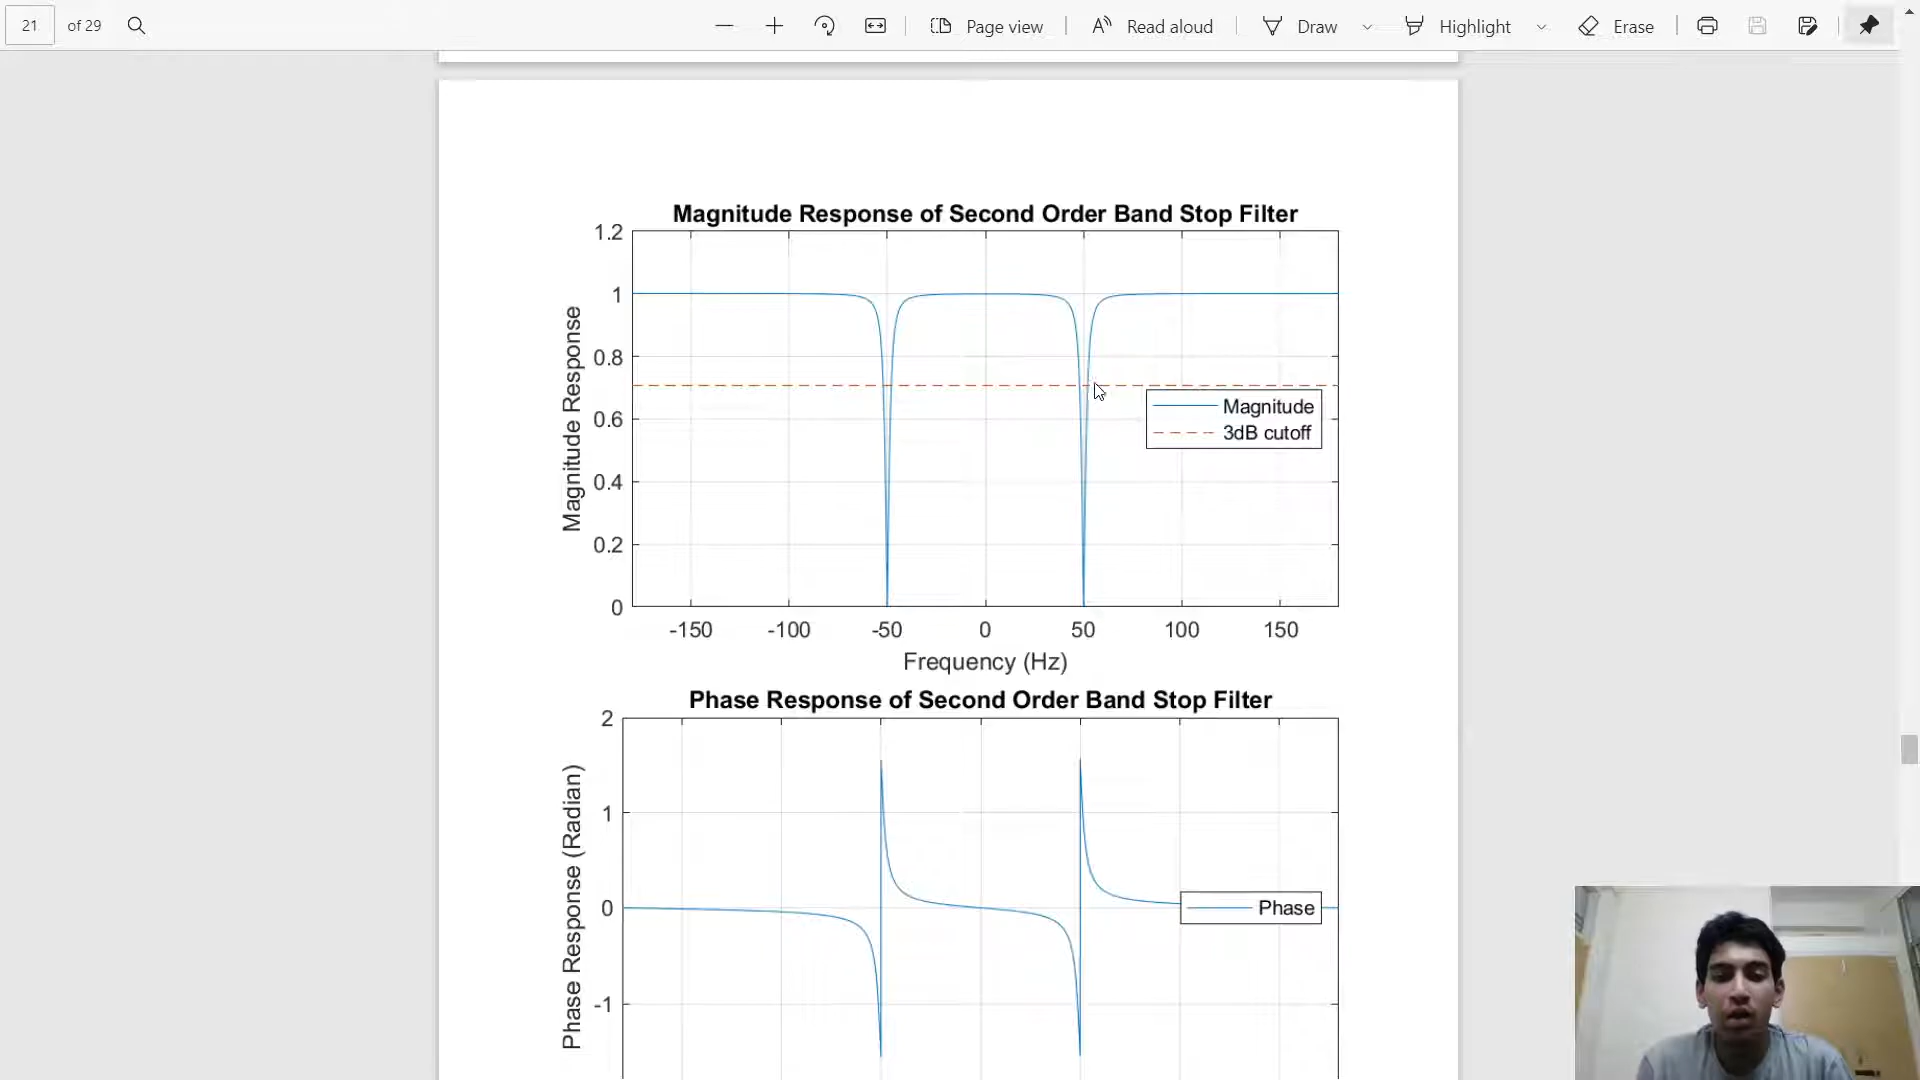 21 of 29 Page view Read aloud Draw Highlight Erase
Magnitude Response of Second Order Band Stop Filter
1.2
1
0.8
0.6
0.4
0.2
0
Magnitude Response
Magnitude
3dB cutoff
-150 -100 -50 0 50 100 150
Frequency (Hz)
Phase Response of Second Order Band Stop Filter
2
1
0
-1
Phase Response (Radian)
Phase